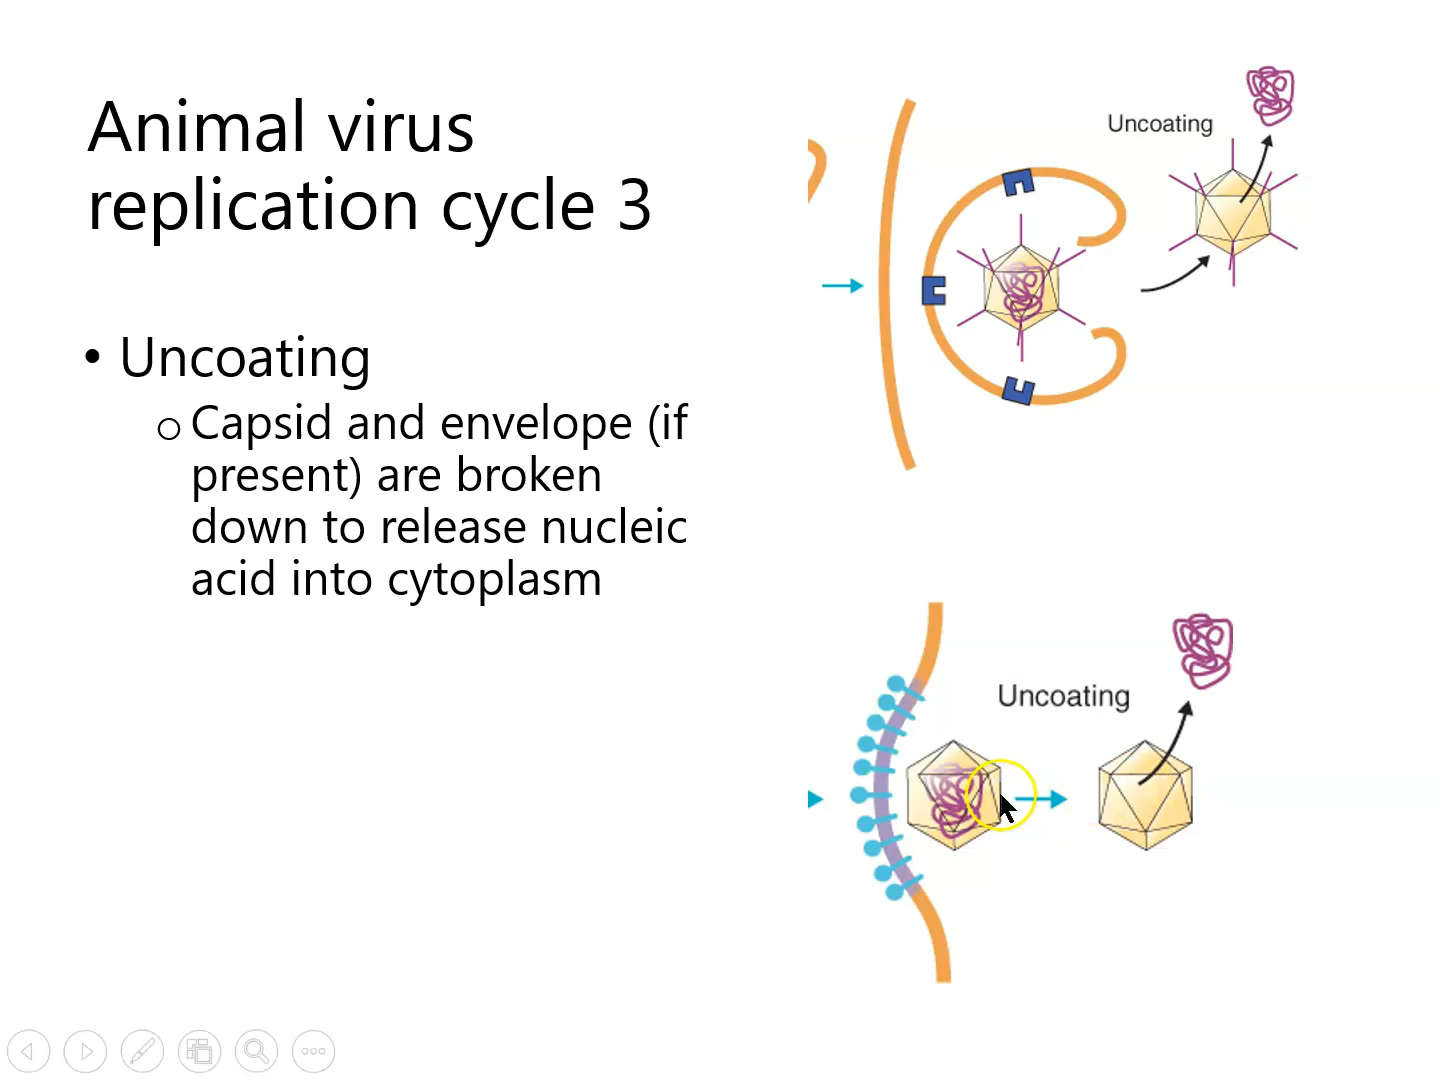 Animal virus
replication cycle 3
• Uncoating
o Capsid and envelope (if
present) are broken
down to release nucleic
acid into cytoplasm
Uncoating
Uncoating